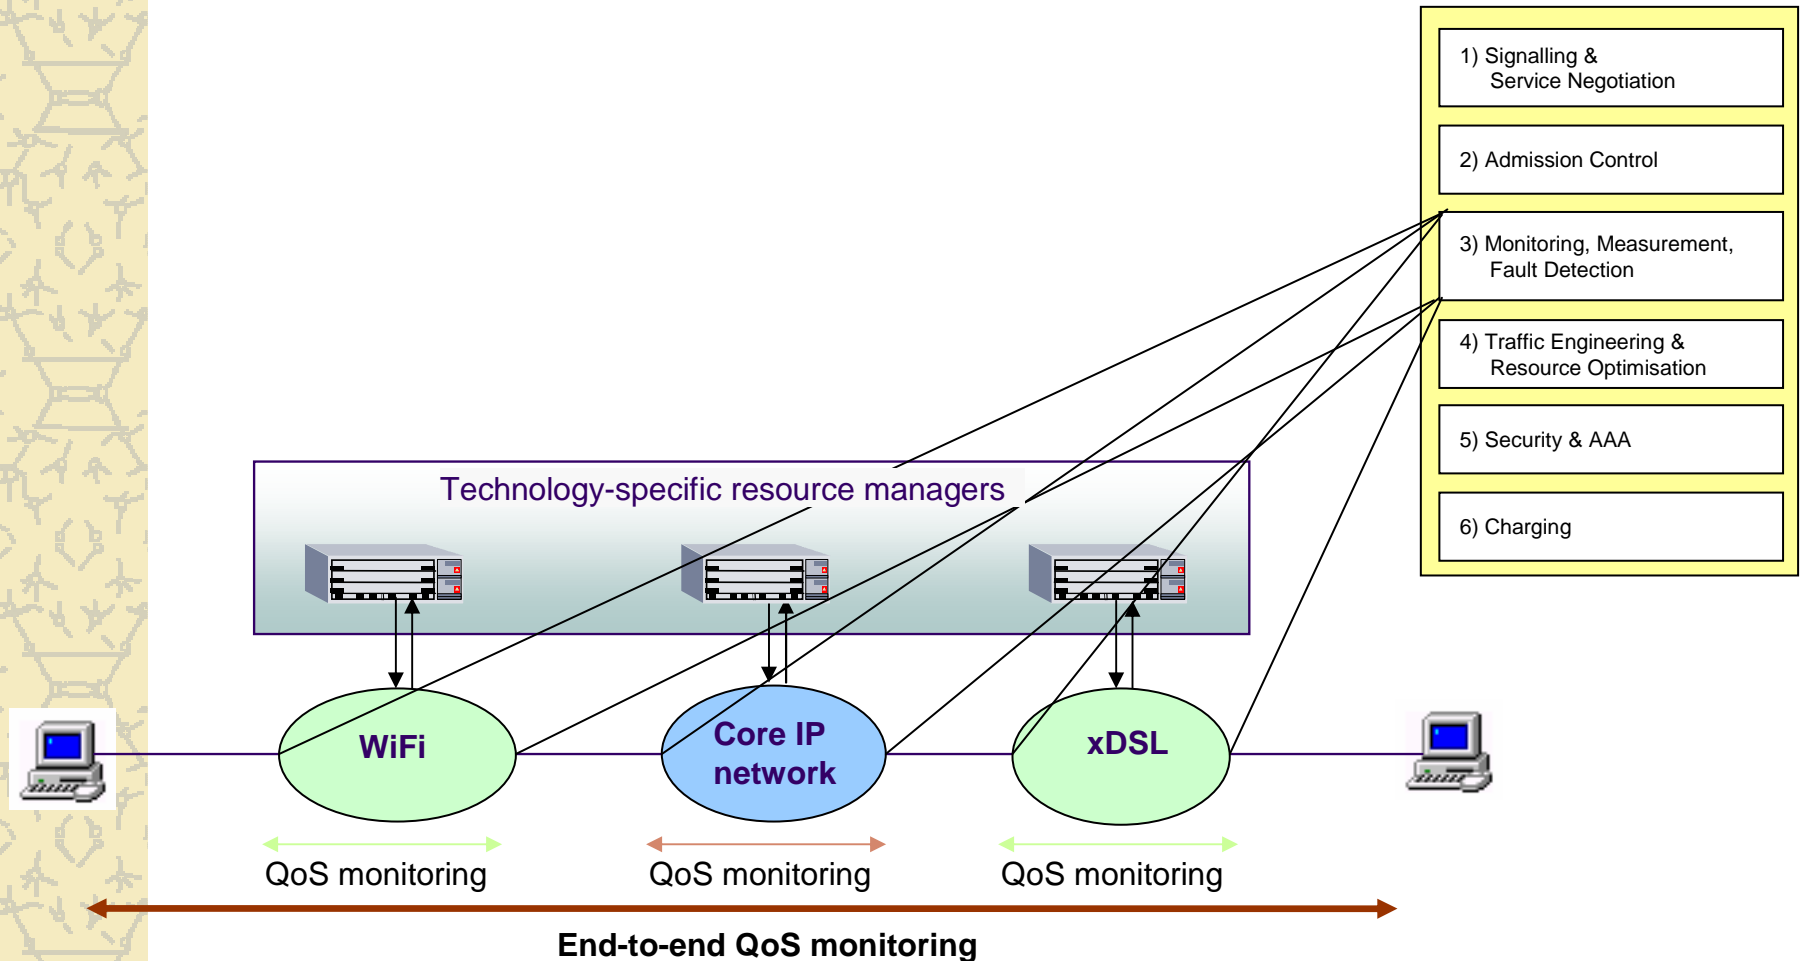 1) Signalling &
Service Negotiation
2) Admission Control
3) Monitoring, Measurement,
Fault Detection
4) Traffic Engineering &
Resource Optimisation
5) Security & AAA
6) Charging
Technology-specific resource managers
WiFi
Core IP
network
xDSL
QoS monitoring
QoS monitoring
QoS monitoring
End-to-end QoS monitoring